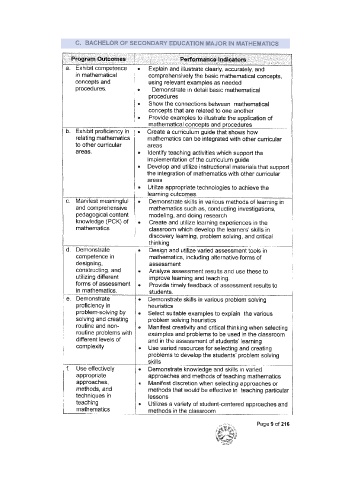 C. BACHELOR OF SECONDARY EDUCATION MAJOR IN MATHEMATICS
Program Outcomes
Performance Indicators
a. Exhibit competence
in mathematical
concepts and
procedures.
• Explain and illustrate clearly, accurately, and
comprehensively the basic mathematical concepts,
using relevant examples as needed
• Demonstrate in detail basic mathematical
procedures
• Show the connections between mathematical
concepts that are related to one another
• Provide examples to illustrate the application of
mathematical concepts and procedures
b. Exhibit proficiency in
relating mathematics
to other curricular
areas.
• Create a curriculum guide that shows how
mathematics can be integrated with other curricular
areas
• Identify teaching activities which support the
implementation of the curriculum guide
• Develop and utilize instructional materials that support
the integration of mathematics with other curricular
areas
• Utilize appropriate technologies to achieve the
learning outcomes
c. Manifest meaningful
and comprehensive
pedagogical content
knowledge (PCK) of
mathematics
• Demonstrate skills in various methods of learning in
mathematics such as, conducting investigations,
modeling, and doing research
• Create and utilize learning experiences in the
classroom which develop the learners' skills in
discovery learning, problem solving, and critical
thinking
d. Demonstrate
competence in
designing,
constructing, and
utilizing different
forms of assessment
in mathematics.
• Design and utilize varied assessment tools in
mathematics, including alternative forms of
assessment
• Analyze assessment results and use these to
improve learning and teaching.
• Provide timely feedback of assessment results to
students.
e. Demonstrate
proficiency in
problem-solving by
solving and creating
routine and non-
routine problems with
different levels of
complexity
• Demonstrate skills in various problem solving
heuristics
• Select suitable examples to explain the various
problem solving heuristics
• Manifest creativity and critical thinking when selecting
examples and problems to be used in the classroom
and in the assessment of students' learning
• Use varied resources for selecting and creating
problems to develop the students' problem solving
skills
f. Use effectively
appropriate
approaches,
methods, and
techniques in
teaching
mathematics
• Demonstrate knowledge and skills in varied
approaches and methods of teaching mathematics
• Manifest discretion when selecting approaches or
methods that would be effective in teaching particular
lessons
• Utilizes a variety of student-centered approaches and
methods in the classroom
Page 5 of 216